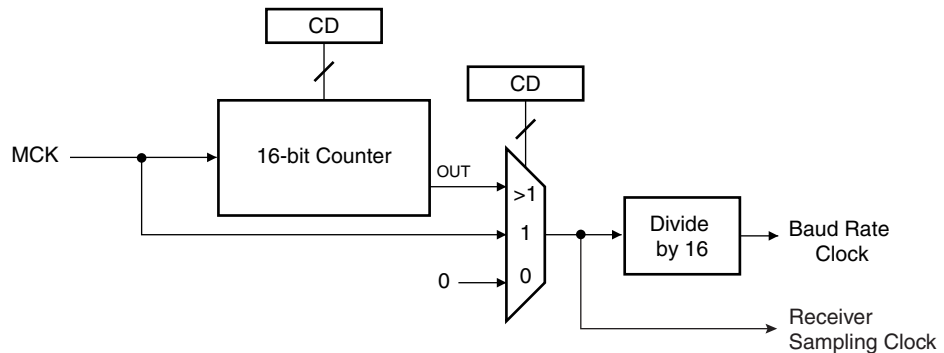 CD
CD
MCK
16-bit Counter
OUT
>1
1
0
0
Divide
by 16
Baud Rate
Clock
Receiver
Sampling Clock